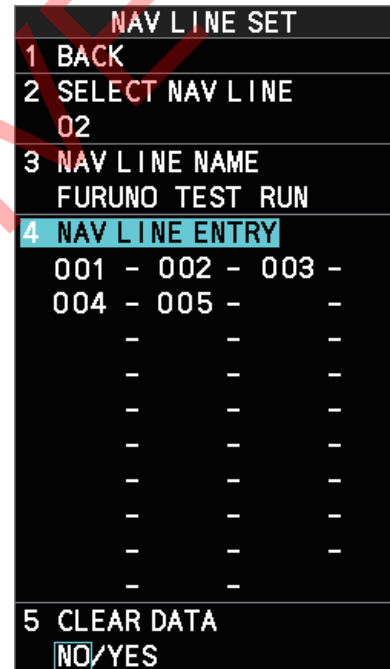 NAV LINE SET
1 BACK
2 SELECT NAV LINE
02
3 NAV LINE NAME
FURUNO TEST RUN
4 NAV LINE ENTRY
001 - 002 - 003 -
004 - 005 -     -
-     -     -
-     -     -
-     -     -
-     -     -
-     -     -
-     -     -
-     -     -
-     -
5 CLEAR DATA
NO/YES